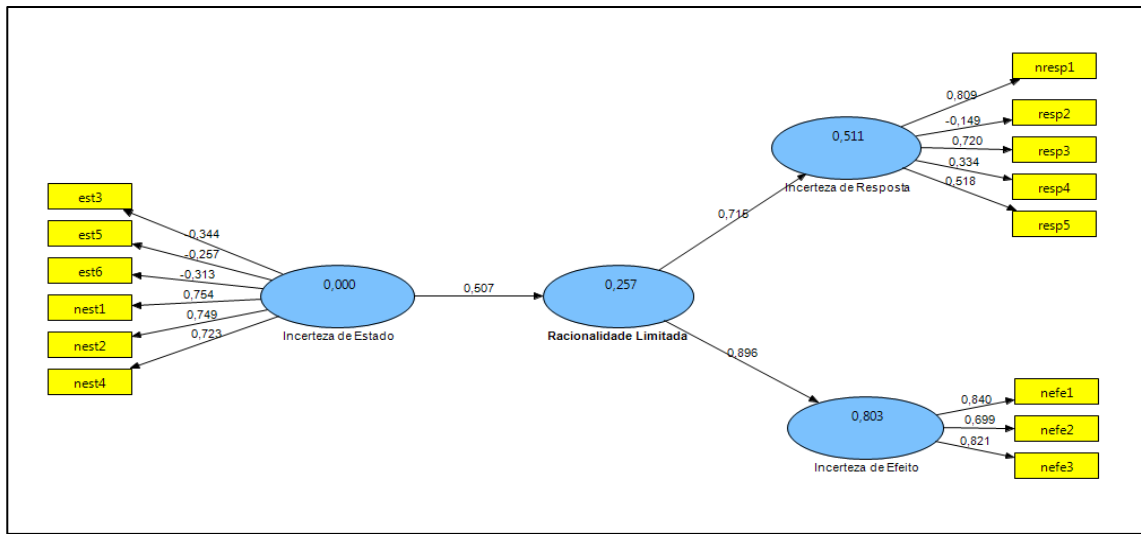 nresp1
0,809
resp2
-0,149
0,511
0,720
resp3
0,334
resp4
Incerteza de Resposta
0,518
resp5
est3
0,715
-0,344
est5
-0,257
est6
-0,313
0,000
0,257
nest1
0,754
0,507
0,749
nest2
Incerteza de Estado
Racionalidade Limitada
0,723
0,896
nest4
0,840
nefe1
0,803
0,699
nefe2
0,821
Incerteza de Efeito
nefe3